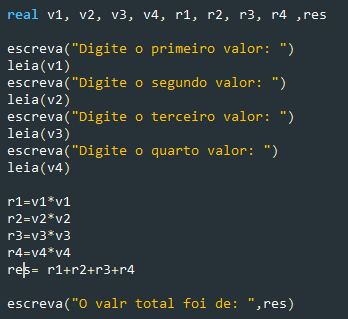 real v1, v2, v3, v4, r1, r2, r3, r4 ,res
escreva("Digite o primeiro valor: ")
leia(v1)
escreva("Digite o segundo valor: ")
leia(v2)
escreva("Digite o terceiro valor: ")
leia(v3)
escreva("Digite o quarto valor: ")
leia(v4)
r1=v1*v1
r2=v2*v2
r3=v3*v3
r4=v4*v4
res= r1+r2+r3+r4
escreva("O valr total foi de: ",res)